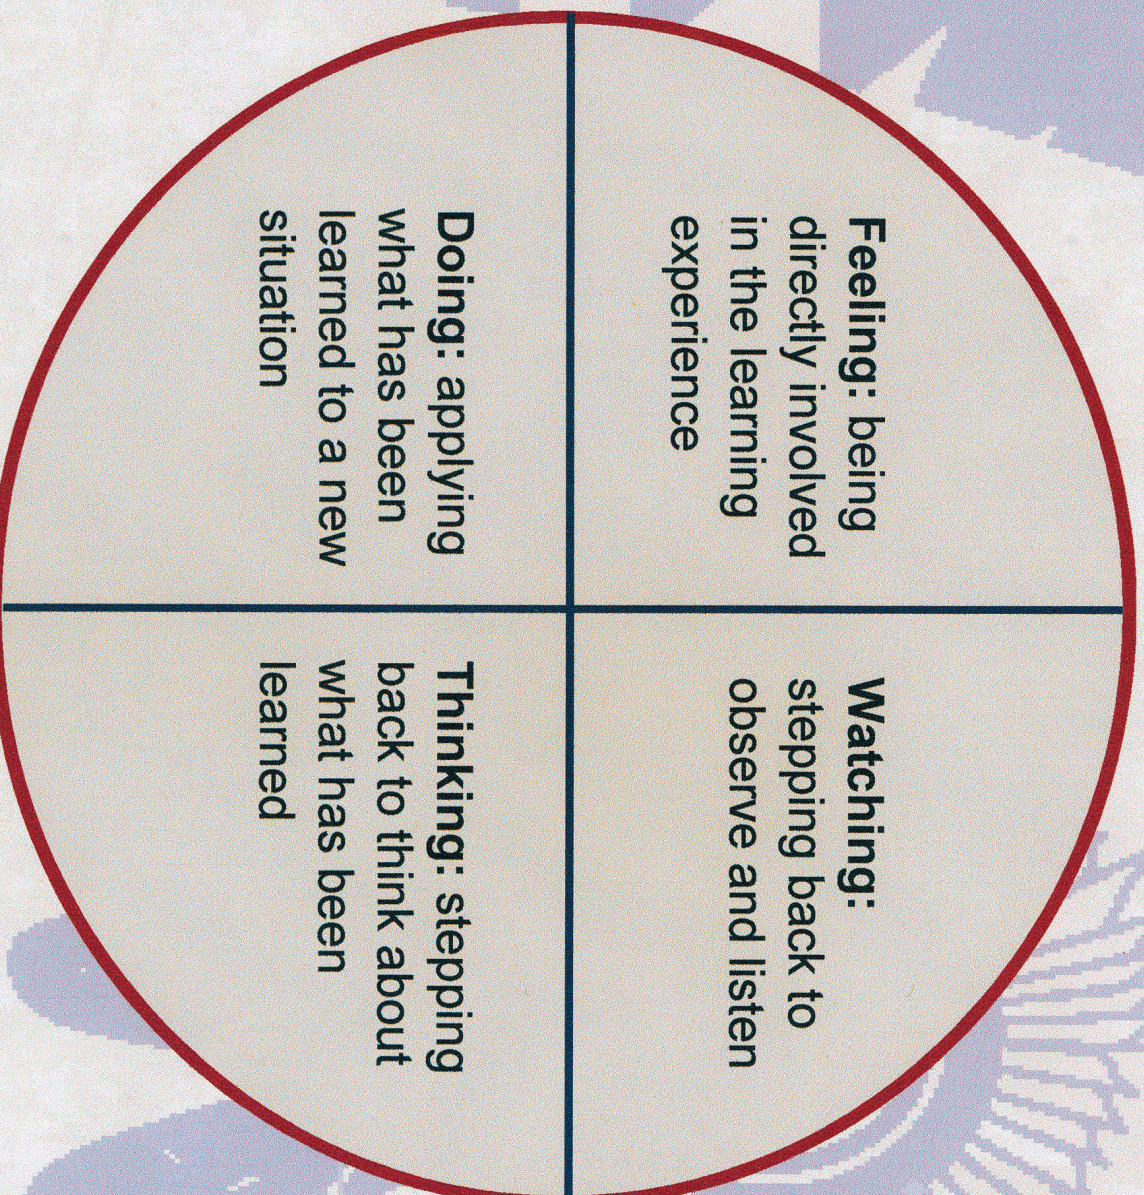 Feeling: being
directly involved
in the learning
experience
Watching:
stepping back to
observe and listen
Doing: applying
what has been
learned to a new
situation
Thinking: stepping
back to think about
what has been
learned